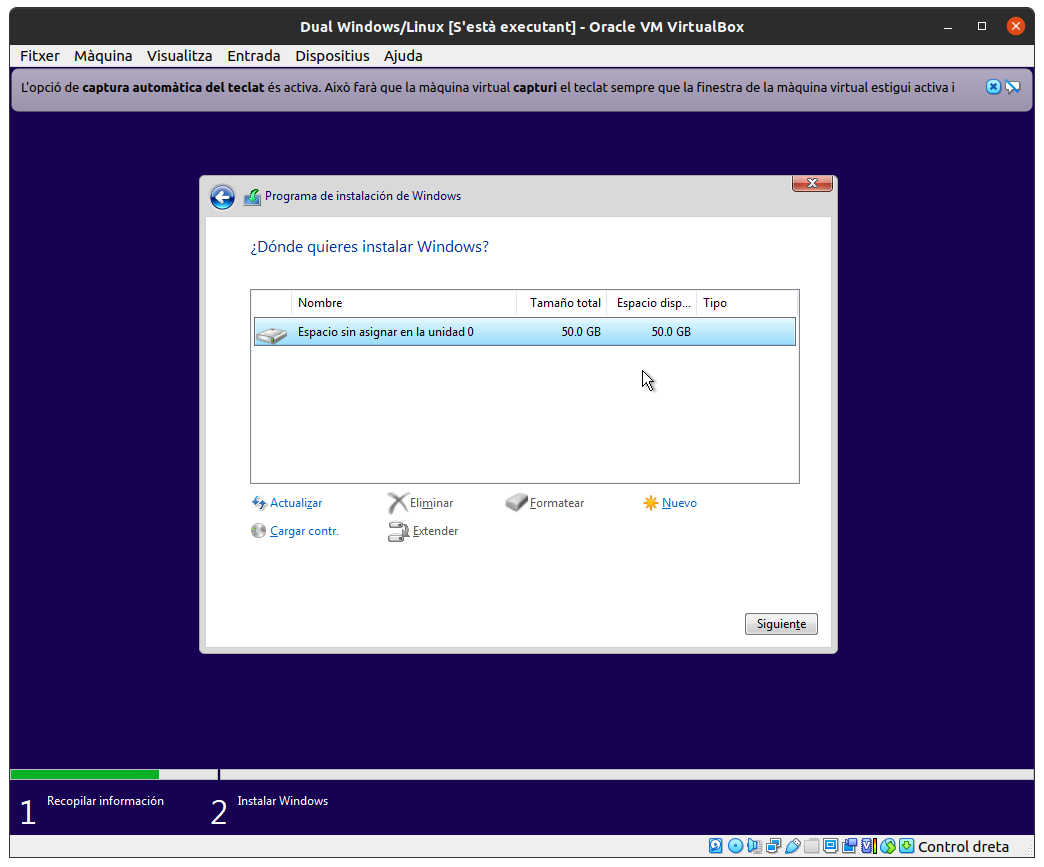 Dual Windows/Linux [S'està executant] - Oracle VM VirtualBox
Fitxer Màquina Visualitza Entrada Dispositius Ajuda
L'opció de captura automàtica del teclat és activa. Això farà que la màquina virtual capturi el teclat sempre que la finestra de la màquina virtual estigui activa i
Programa de instalación de Windows
¿Dónde quieres instalar Windows?
Nombre Tamaño total Espacio disp... Tipo
Espacio sin asignar en la unidad 0 50.0 GB 50.0 GB
Actualizar Eliminar Formatear Nuevo
Cargar contr. Extender
Siguiente
1 Recopilar información 2 Instalar Windows
Control dreta